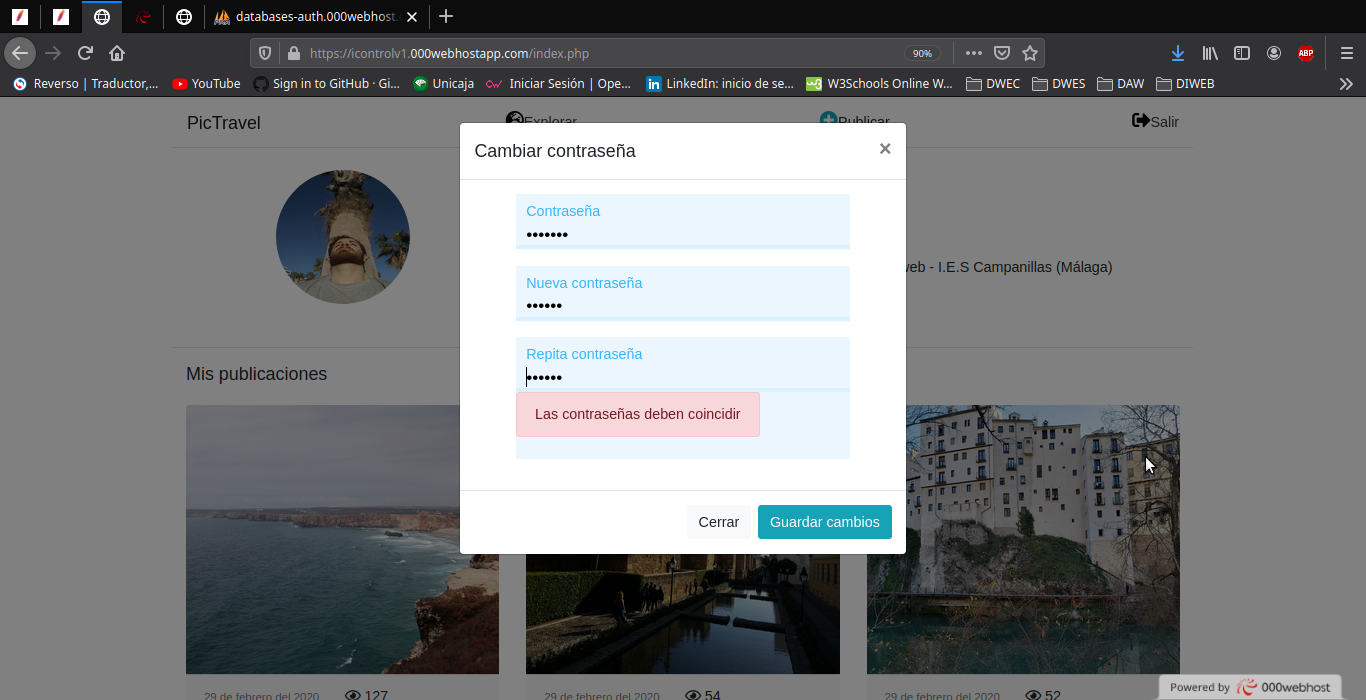 databases-auth.000webhost.
https://icontrolv1.000webhostapp.com/index.php
90%
ABP
Reverso | Traductor,...
YouTube
Sign in to GitHub · Gi...
Unicaja
Iniciar Sesión | Ope...
LinkedIn: inicio de se...
W3Schools Online W...
DWEC
DWES
DAW
DIWEB
PicTravel
Explorar
Publicar
Salir
Cambiar contraseña
×
Contraseña
•••••••
Nueva contraseña
••••••
Repita contraseña
••••••
Las contraseñas deben coincidir
Cerrar
Guardar cambios
web - I.E.S Campanillas (Málaga)
Mis publicaciones
29 de febrero del 2020
127
29 de febrero del 2020
54
29 de febrero del 2020
52
Powered by
000webhost